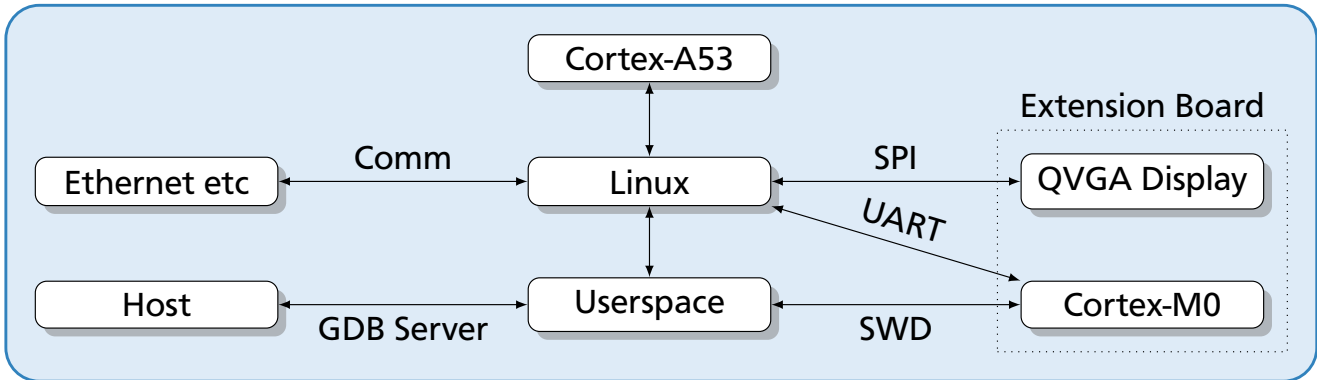 Cortex-A53
Extension Board
Ethernet etc
Comm
Linux
SPI
QVGA Display
UART
Host
GDB Server
Userspace
SWD
Cortex-M0